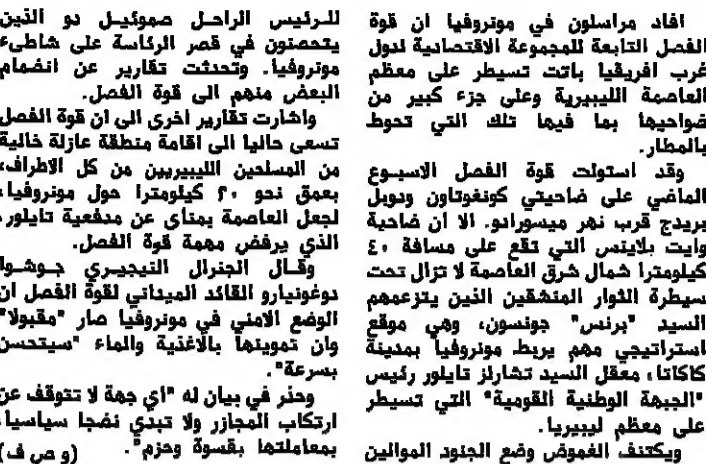 افاد مراسلون في مونروفيا ان قوة
الفصل التابعة للمجموعة الاقتصادية لدول
غرب افريقيا باتت تسيطر على معظم
العاصمة الليبيرية وعلى جزء كبير من
ضواحيها بما فيها تلك التي تحوط
بالمطار.
وقد استولت قوة الفصل الاسبوع
الماضي على ضاحيتي كونغوتاون ودوبل
بريدج قرب نهر ميسورانو. الا ان ضاحية
وايت بلاينس التي تقع على مسافة ٤٠
كيلومترا شمال شرق العاصمة لا تزال تحت
سيطرة الثوار المنشقين الذين يتزعمهم
السيد "برنس" جونسون، وهي موقع
استراتيجي مهم يربط مونروفيا بمدينة
كاكاتا، معقل السيد تشارلز تايلور رئيس
"الجبهة الوطنية القومية" التي تسيطر
على معظم ليبيريا.
ويكتنف الغموض وضع الجنود الموالين
للرئيس الراحل صموئيل دو الذين
يتحصنون في قصر الرئاسة على شاطىء
مونروفيا. وتحدثت تقارير عن انضمام
البعض منهم الى قوة الفصل.
واشارت تقارير اخرى الى ان قوة الفصل
تسعى حاليا الى اقامة منطقة عازلة خالية
من المسلحين الليبيريين من كل الاطراف،
بعمق نحو ٢٠ كيلومترا حول مونروفيا،
لجعل العاصمة بمنأى عن مدفعية تايلور،
الذي يرفض مهمة قوة الفصل.
وقال الجنرال النيجيري جوشوا
دوغونيارو القائد الميداني لقوة الفصل ان
الوضع الامني في مونروفيا صار "مقبولا"
وان تموينها بالاغذية والماء "سيتحسن
بسرعة".
وحذر في بيان له "اي جهة لا تتوقف عن
ارتكاب المجازر ولا تبدي نضجا سياسيا،
بمعاملتها بقسوة وحزم".   (و ص ف)